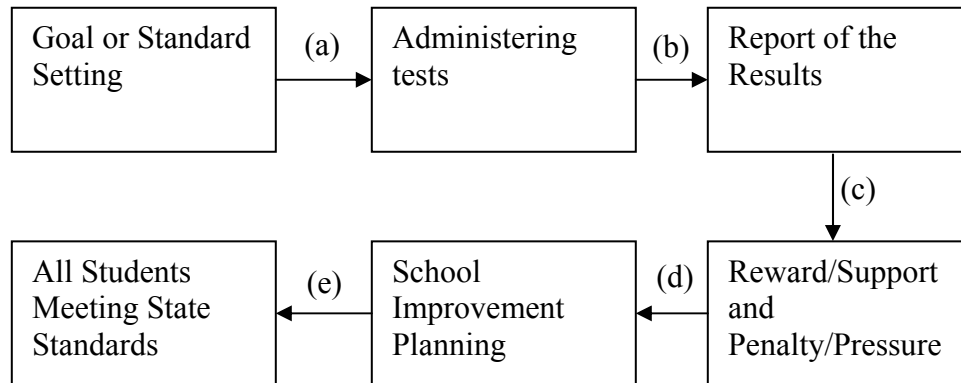 Goal or Standard
Setting
(a)
Administering
tests
(b)
Report of the
Results
(c)
Reward/Support
and
Penalty/Pressure
(d)
School
Improvement
Planning
(e)
All Students
Meeting State
Standards